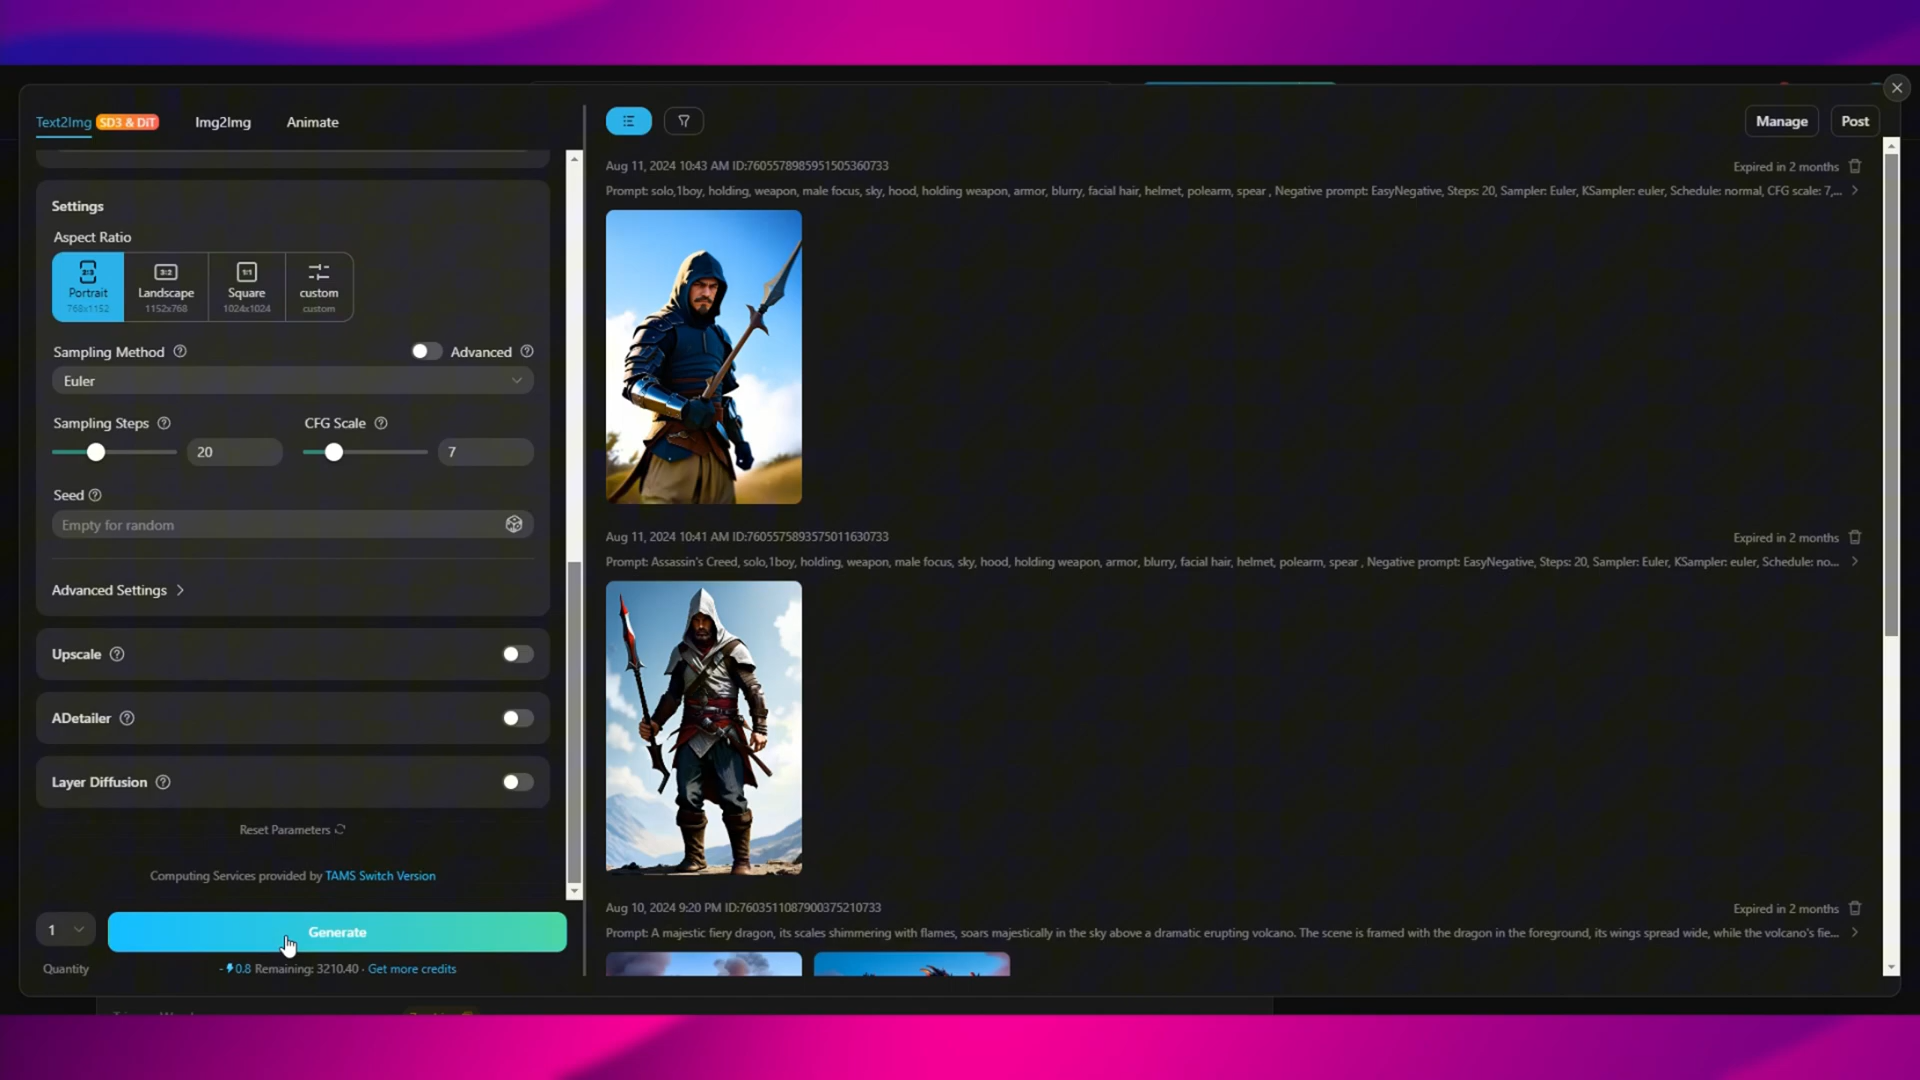 Text2Img SD3 & DiT Img2Img Animate
Manage Post
Settings
Aspect Ratio
2:3 3:2 1:1
Portrait Landscape Square custom
768x1152 1152x768 1024x1024 custom
Sampling Method Advanced
Euler
Sampling Steps CFG Scale
20 7
Seed
Empty for random
Advanced Settings
Upscale
ADetailer
Layer Diffusion
Reset Parameters
Computing Services provided by TAMS Switch Version
1 Generate
Quantity - 0.8 Remaining: 3210.40 · Get more credits
Aug 11, 2024 10:43 AM ID:760557898595150536​0733 Expired in 2 months
Prompt: solo,1boy, holding, weapon, male focus, sky, hood, holding weapon, armor, blurry, facial hair, helmet, polearm, spear , Negative prompt: EasyNegative, Steps: 20, Sampler: Euler, KSampler: euler, Schedule: normal, CFG scale: 7,...
Aug 11, 2024 10:41 AM ID:7605575893575011630733 Expired in 2 months
Prompt: Assassin's Creed, solo,1boy, holding, weapon, male focus, sky, hood, holding weapon, armor, blurry, facial hair, helmet, polearm, spear , Negative prompt: EasyNegative, Steps: 20, Sampler: Euler, KSampler: euler, Schedule: no...
Aug 10, 2024 9:20 PM ID:7603511087900375210733 Expired in 2 months
Prompt: A majestic fiery dragon, its scales shimmering with flames, soars majestically in the sky above a dramatic erupting volcano. The scene is framed with the dragon in the foreground, its wings spread wide, while the volcano's fie...